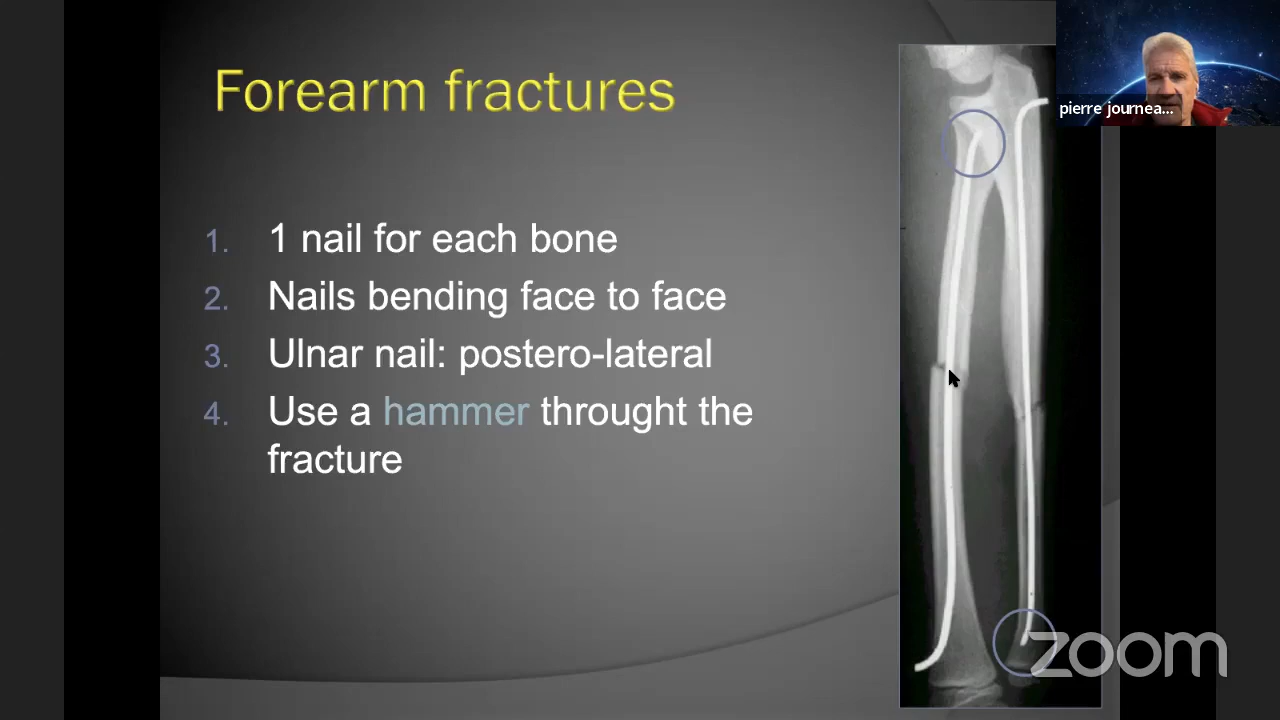 Forearm fractures
pierre journea...
1. 1 nail for each bone
2. Nails bending face to face
3. Ulnar nail: postero-lateral
4. Use a hammer throught the
fracture
zoom